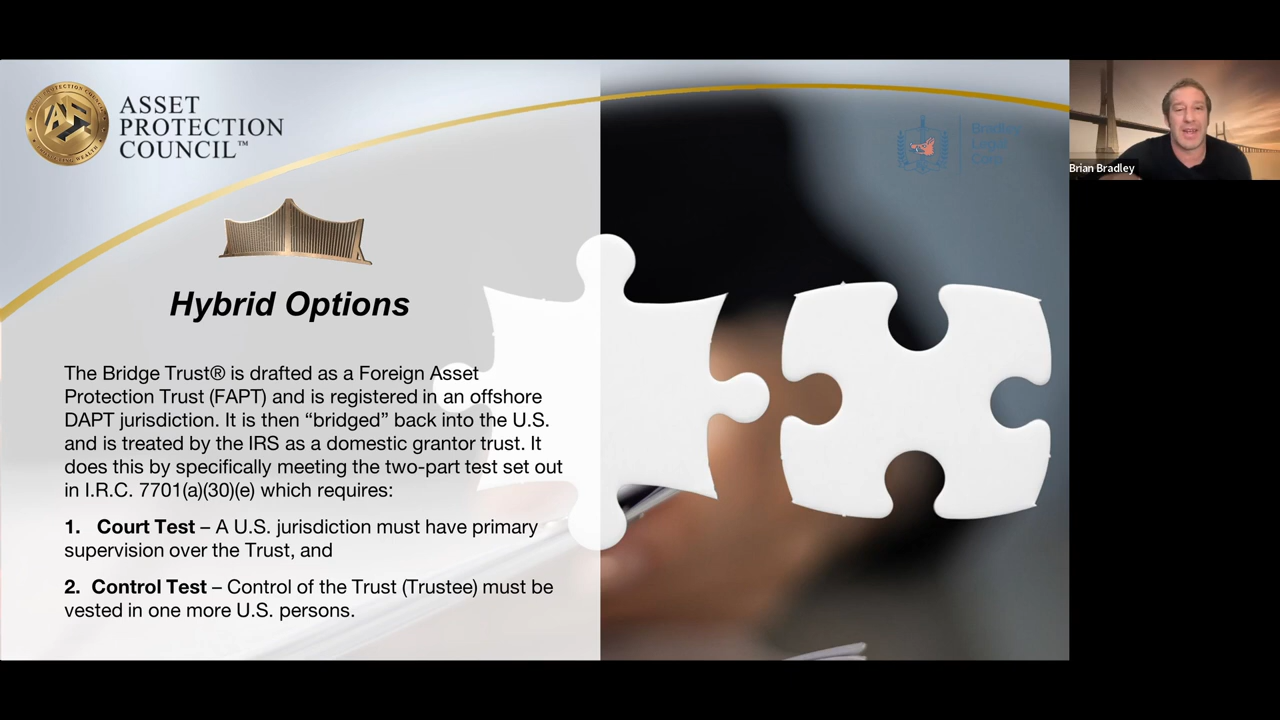 ASSET
PROTECTION
COUNCIL™
Bradley
Legal
Corp
Brian Bradley
Hybrid Options
The Bridge Trust® is drafted as a Foreign Asset
Protection Trust (FAPT) and is registered in an offshore
DAPT jurisdiction. It is then “bridged” back into the U.S.
and is treated by the IRS as a domestic grantor trust. It
does this by specifically meeting the two-part test set out
in I.R.C. 7701(a)(30)(e) which requires:
1. Court Test – A U.S. jurisdiction must have primary
supervision over the Trust, and
2. Control Test – Control of the Trust (Trustee) must be
vested in one more U.S. persons.